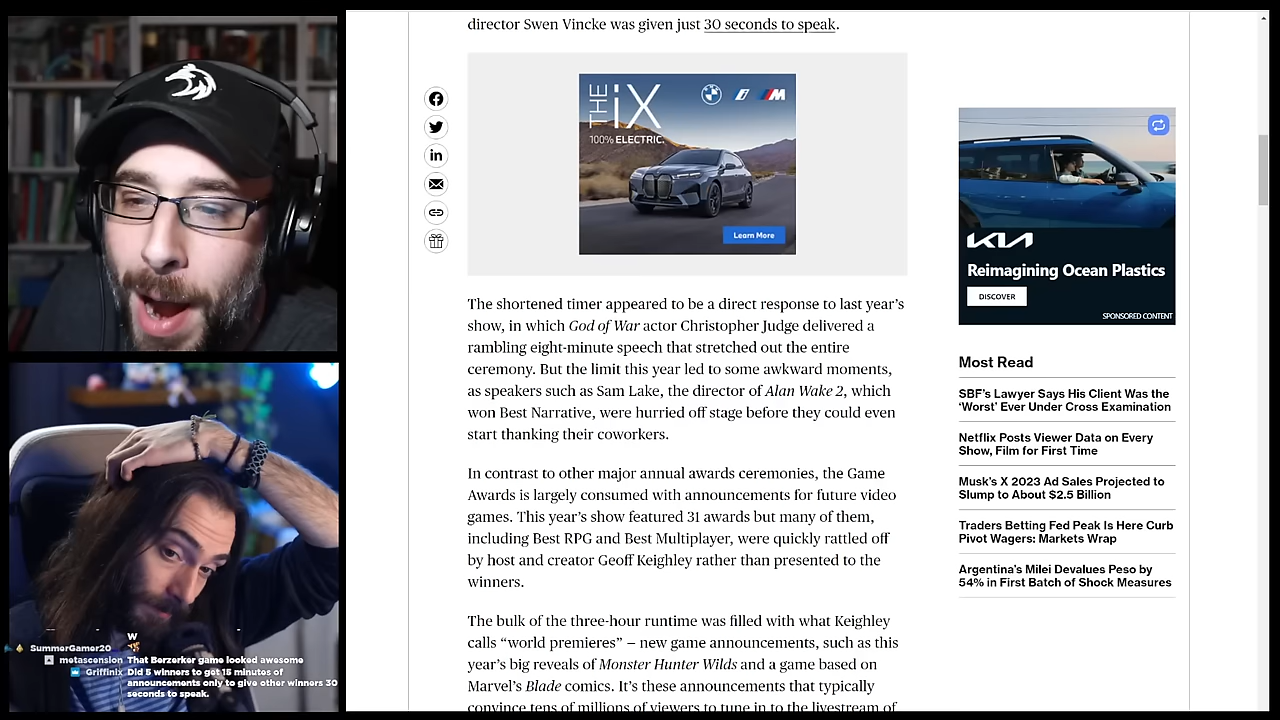 director Swen Vincke was given just 30 seconds to speak.
THE iX
100% ELECTRIC.
Learn More
The shortened timer appeared to be a direct response to last year's
show, in which God of War actor Christopher Judge delivered a
rambling eight-minute speech that stretched out the entire
ceremony. But the limit this year led to some awkward moments,
as speakers such as Sam Lake, the director of Alan Wake 2, which
won Best Narrative, were hurried off stage before they could even
start thanking their coworkers.
In contrast to other major annual awards ceremonies, the Game
Awards is largely consumed with announcements for future video
games. This year's show featured 31 awards but many of them,
including Best RPG and Best Multiplayer, were quickly rattled off
by host and creator Geoff Keighley rather than presented to the
winners.
The bulk of the three-hour runtime was filled with what Keighley
calls “world premieres” – new game announcements, such as this
year's big reveals of Monster Hunter Wilds and a game based on
Marvel's Blade comics. It's these announcements that typically
convince tens of millions of viewers to tune in to the livestream of
KIA
Reimagining Ocean Plastics
DISCOVER
SPONSORED CONTENT
Most Read
SBF's Lawyer Says His Client Was the
‘Worst’ Ever Under Cross Examination
Netflix Posts Viewer Data on Every
Show, Film for First Time
Musk's X 2023 Ad Sales Projected to
Slump to About $2.5 Billion
Traders Betting Fed Peak Is Here Curb
Pivot Wagers: Markets Wrap
Argentina's Milei Devalues Peso by
54% in First Batch of Shock Measures
W
SummerGamer20
metascension That Berzerker game looked awesome
Griffinix Did 5 winners to get 15 minutes of
announcements only to give other winners 30
seconds to speak.